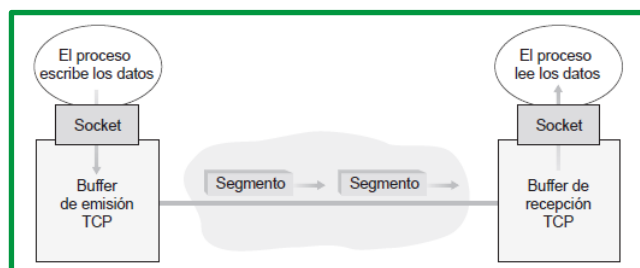 El proceso
escribe los datos
El proceso
lee los datos
Socket
Socket
Segmento
Segmento
Buffer
de emisión
TCP
Buffer de
recepción
TCP